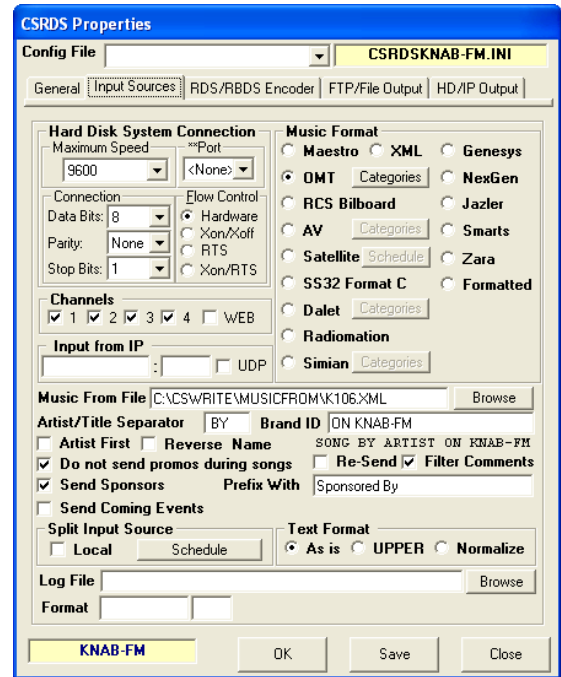 CSRDS Properties
Config File CSRDSKNAB-FM.INI
General Input Sources RDS/RBDS Encoder FTP/File Output HD/IP Output
Hard Disk System Connection
Maximum Speed **Port
9600 <None>
Connection Flow Control
Data Bits: 8 Hardware
Xon/Xoff
Parity: None RTS
Stop Bits: 1 Xon/RTS
Channels
1 2 3 4 WEB
Input from IP
: UDP
Music Format
Maestro XML Genesys
OMT Categories NexGen
RCS Bilboard Jazler
AV Categories Smarts
Satellite Schedule Zara
SS32 Format C Formatted
Dalet Categories
Radiomation
Simian Categories
Music From File C:\CSWRITE\MUSICFROM\K106.XML Browse
Artist/Title Separator BY Brand ID ON KNAB-FM
Artist First Reverse Name SONG BY ARTIST ON KNAB-FM
Do not send promos during songs Re-Send Filter Comments
Send Sponsors Prefix With Sponsored By
Send Coming Events
Split Input Source Text Format
Local Schedule As is UPPER Normalize
Log File Browse
Format
KNAB-FM OK Save Close